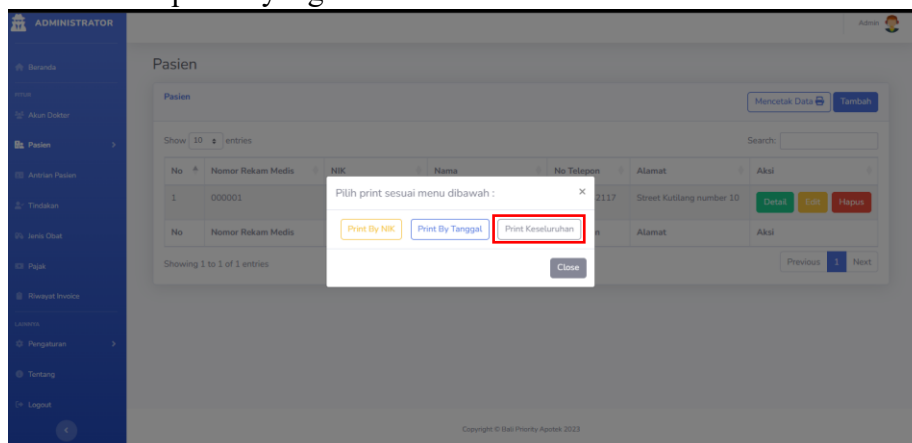 ADMINISTRATOR
Admin
Beranda
Akun Dokter
Pasien
Antrian Pasien
Tindakan
Jenis Obat
Pajak
Riwayat Invoice
Lainnya
Pengaturan
Tentang
Logout
Pasien
Pasien
Mencetak Data
Tambah
Show 10 entries
Search:
No Nomor Rekam Medis NIK Nama No Telepon Alamat Aksi
1 000001 2117 Street Kutilang number 10 Detail Edit Hapus
No Nomor Rekam Medis Alamat Aksi
Showing 1 to 1 of 1 entries
Previous 1 Next
Pilih print sesuai menu dibawah :
×
Print By NIK Print By Tanggal Print Keseluruhan
Close
Copyright © Bali Priority Apotek 2023